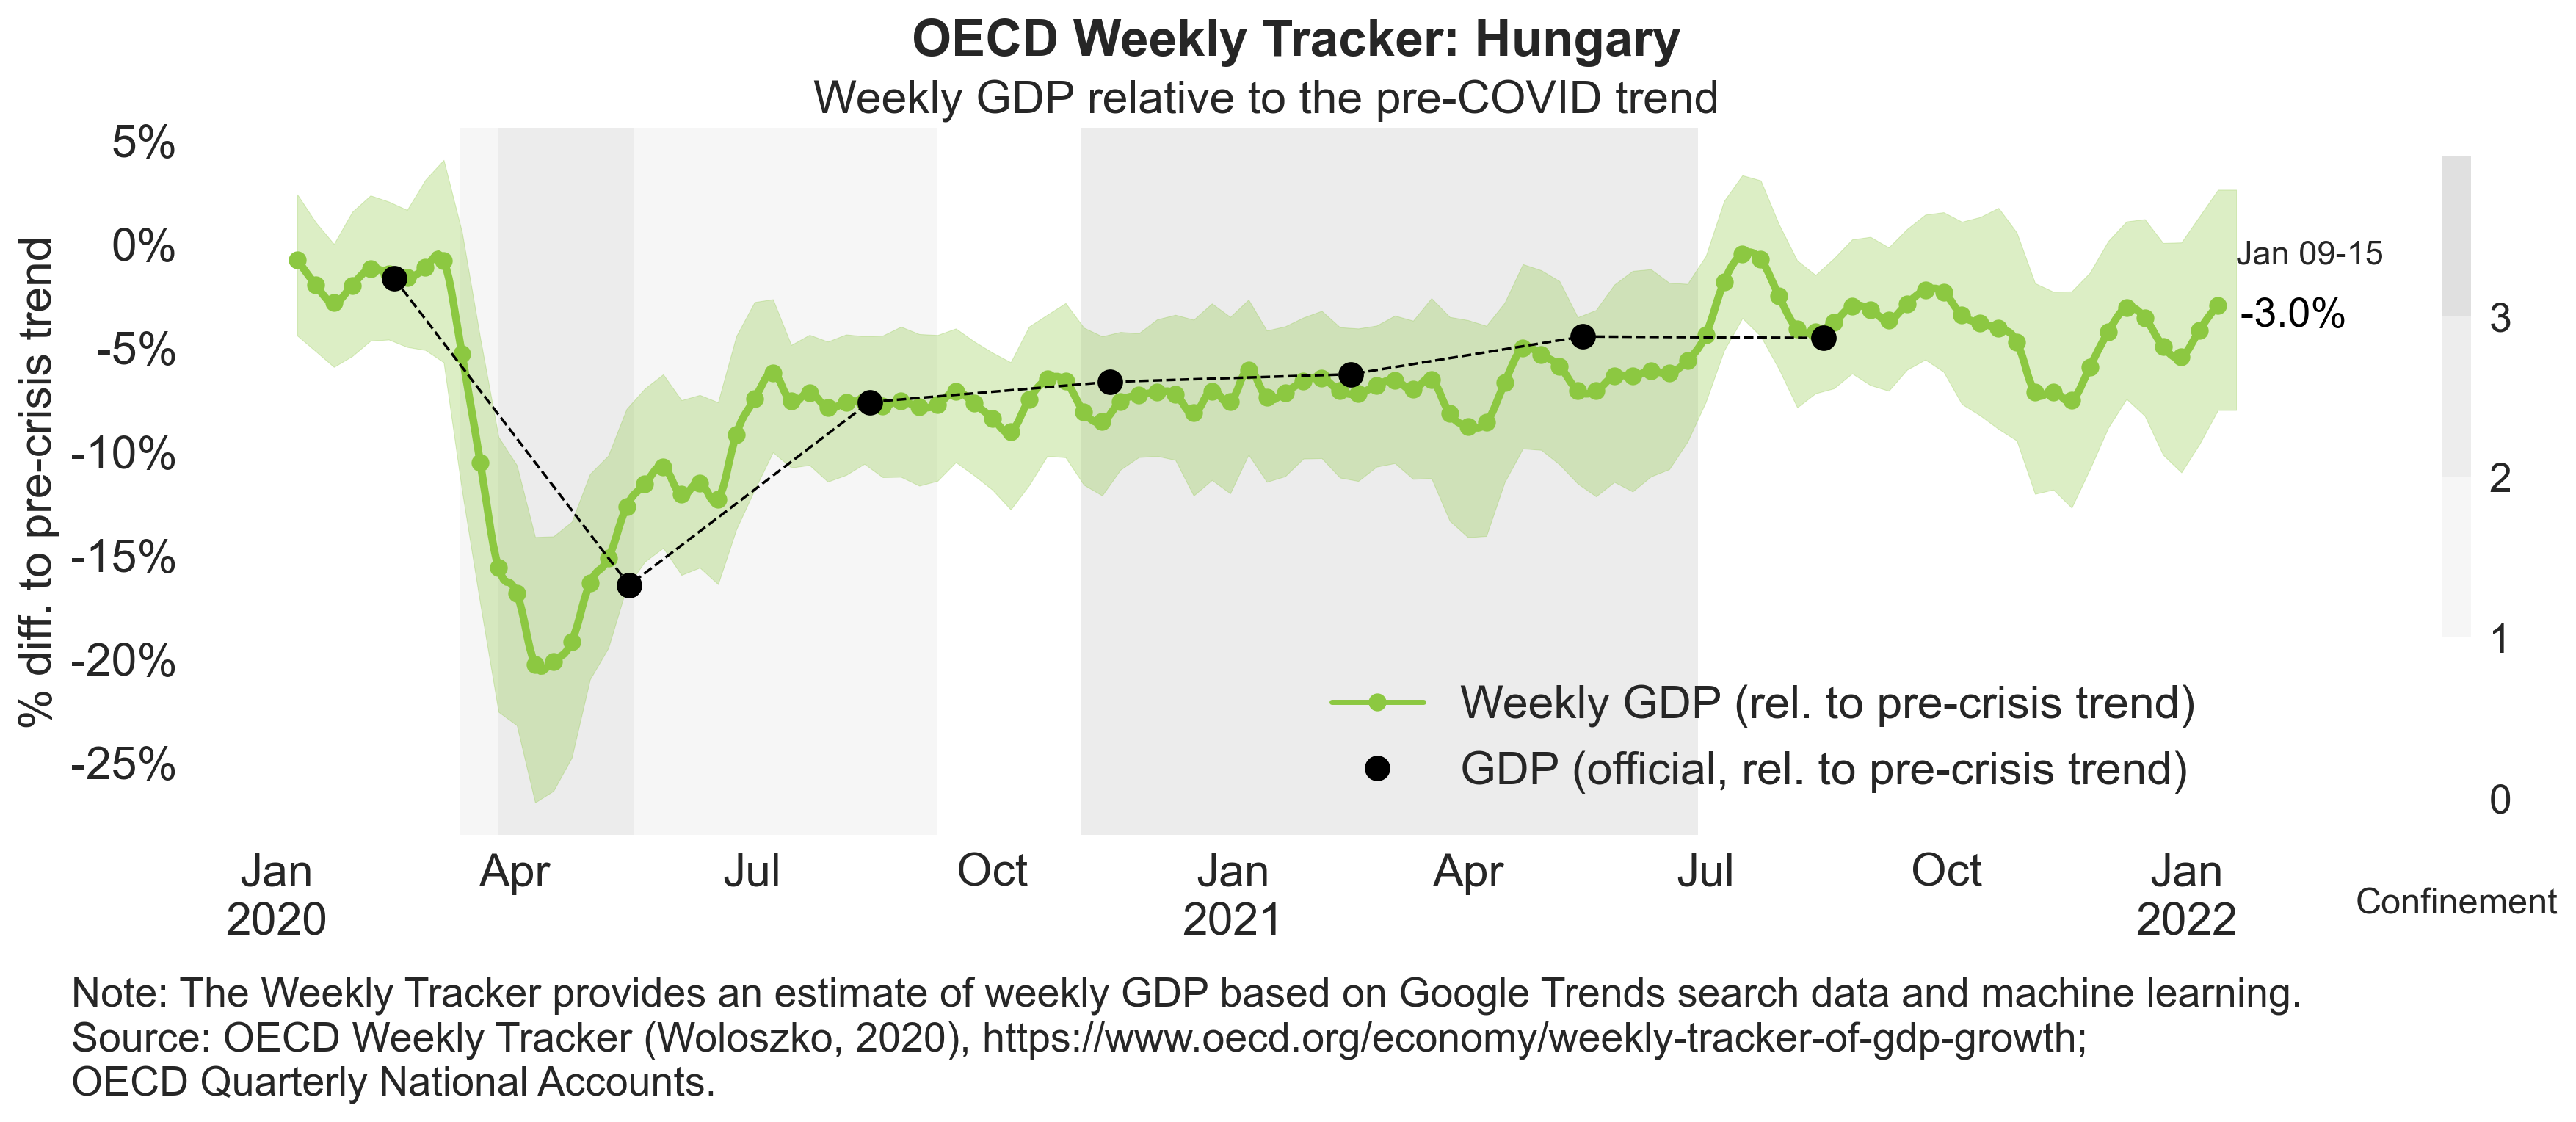 OECD Weekly Tracker: Hungary
Weekly GDP relative to the pre-COVID trend
% diff. to pre-crisis trend
5%
0%
-5%
-10%
-15%
-20%
-25%
Jan 09-15
-3.0%
3
2
1
0
Confinement
Weekly GDP (rel. to pre-crisis trend)
GDP (official, rel. to pre-crisis trend)
Jan Apr Jul Oct Jan Apr Jul Oct Jan
2020 2021 2022
Note: The Weekly Tracker provides an estimate of weekly GDP based on Google Trends search data and machine learning.
Source: OECD Weekly Tracker (Woloszko, 2020), https://www.oecd.org/economy/weekly-tracker-of-gdp-growth;
OECD Quarterly National Accounts.